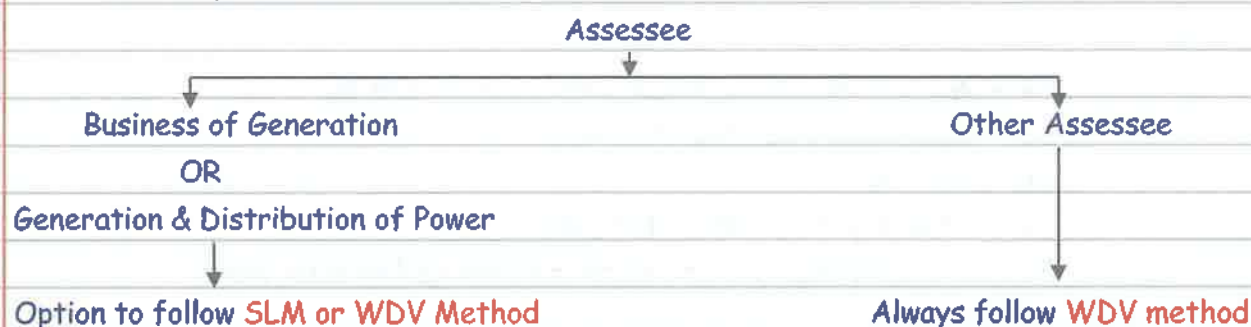 Assessee
Business of Generation
Other Assessee
OR
Generation & Distribution of Power
Option to follow SLM or WDV Method
Always follow WDV method